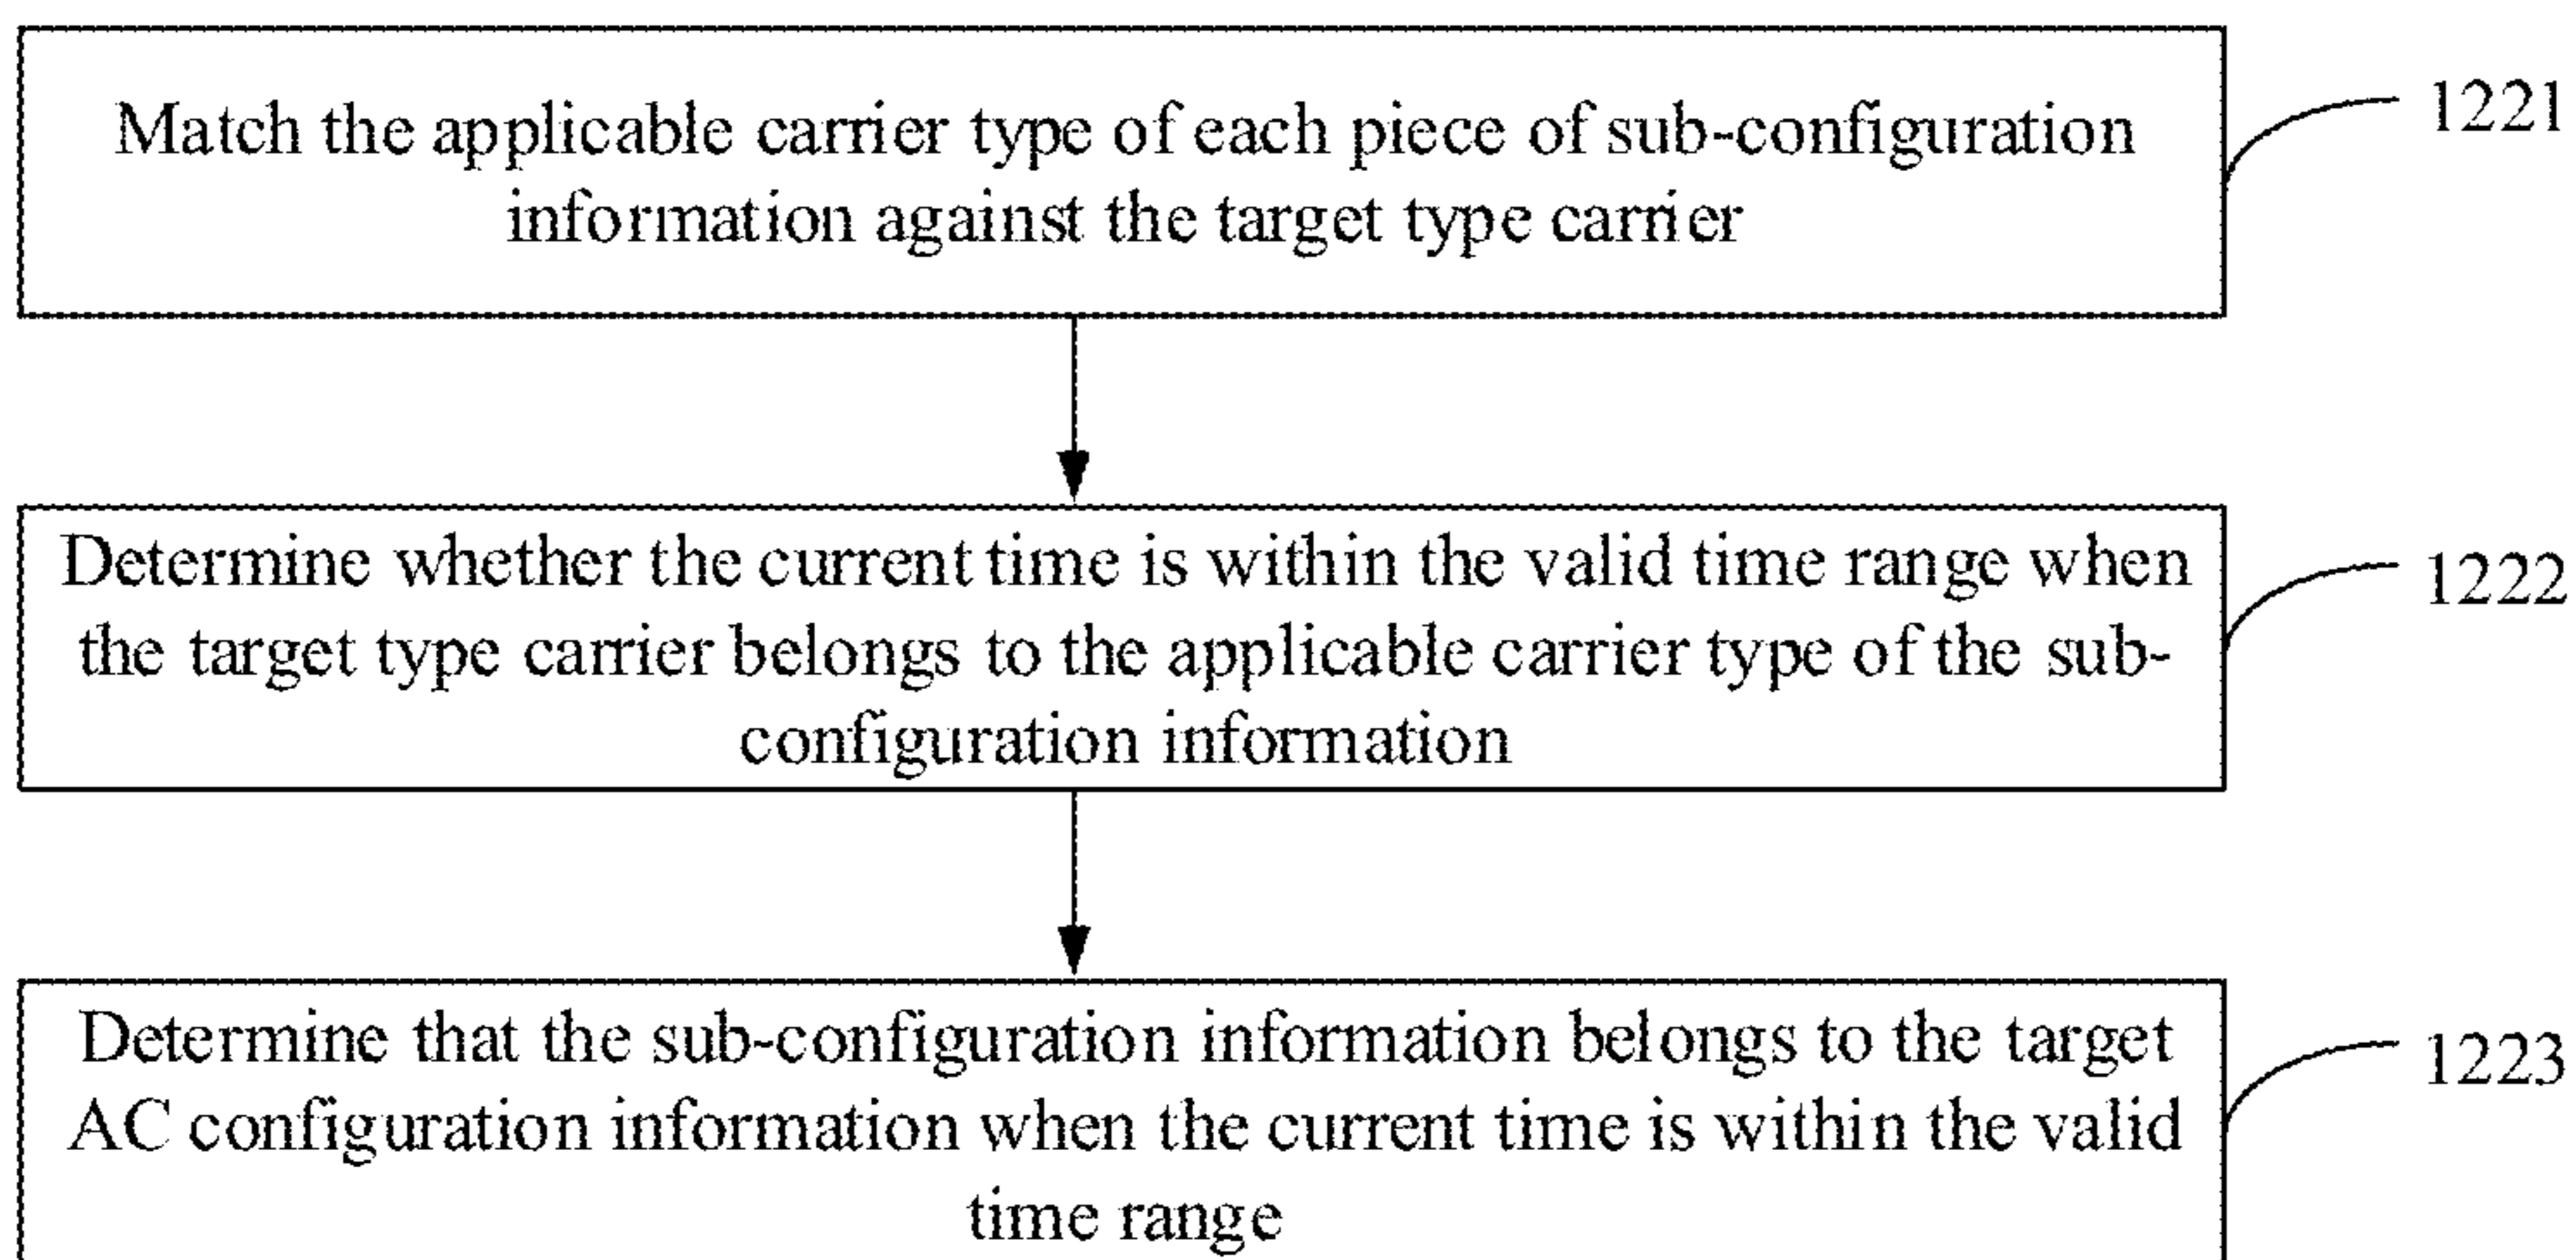 Match the applicable carrier type of each piece of sub-configuration
information against the target type carrier
1221
Determine whether the current time is within the valid time range when
the target type carrier belongs to the applicable carrier type of the sub-
configuration information
1222
Determine that the sub-configuration information belongs to the target
AC configuration information when the current time is within the valid
time range
1223